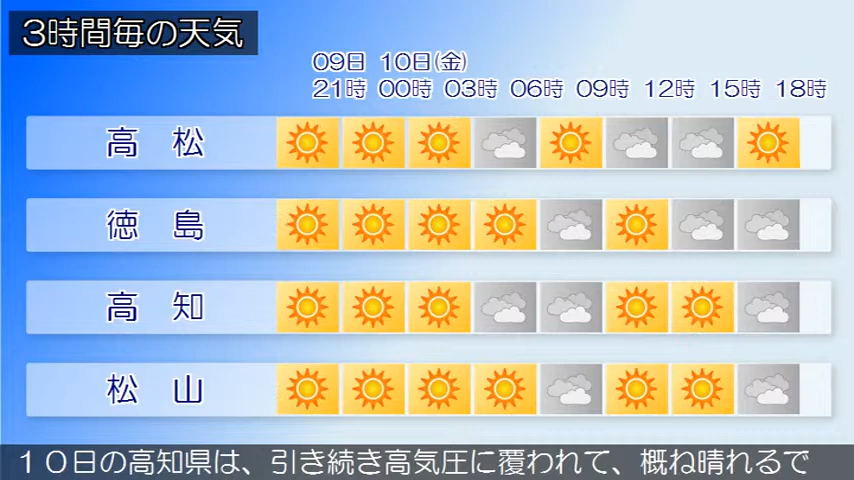 3時間毎の天気
09日 10日(金)
21時 00時 03時 06時 09時 12時 15時 18時
高 松
徳 島
高 知
松 山
１０日の高知県は、引き続き高気圧に覆われて、概ね晴れるで